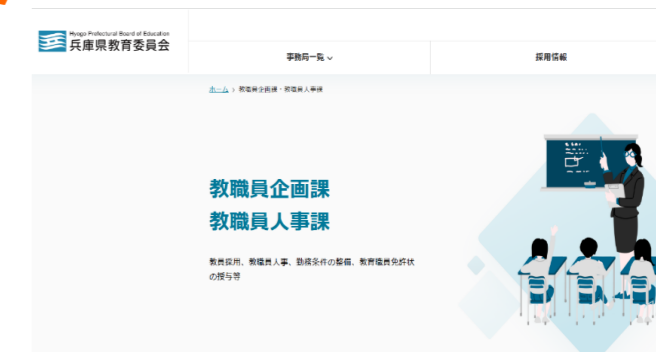 Hyogo Prefectural Board of Education
兵庫県教育委員会
事務局一覧
採用情報
ホーム > 教職員企画課・教職員人事課
教職員企画課
教職員人事課
教員採用、教職員人事、勤務条件の整備、教育職員免許状
の授与等